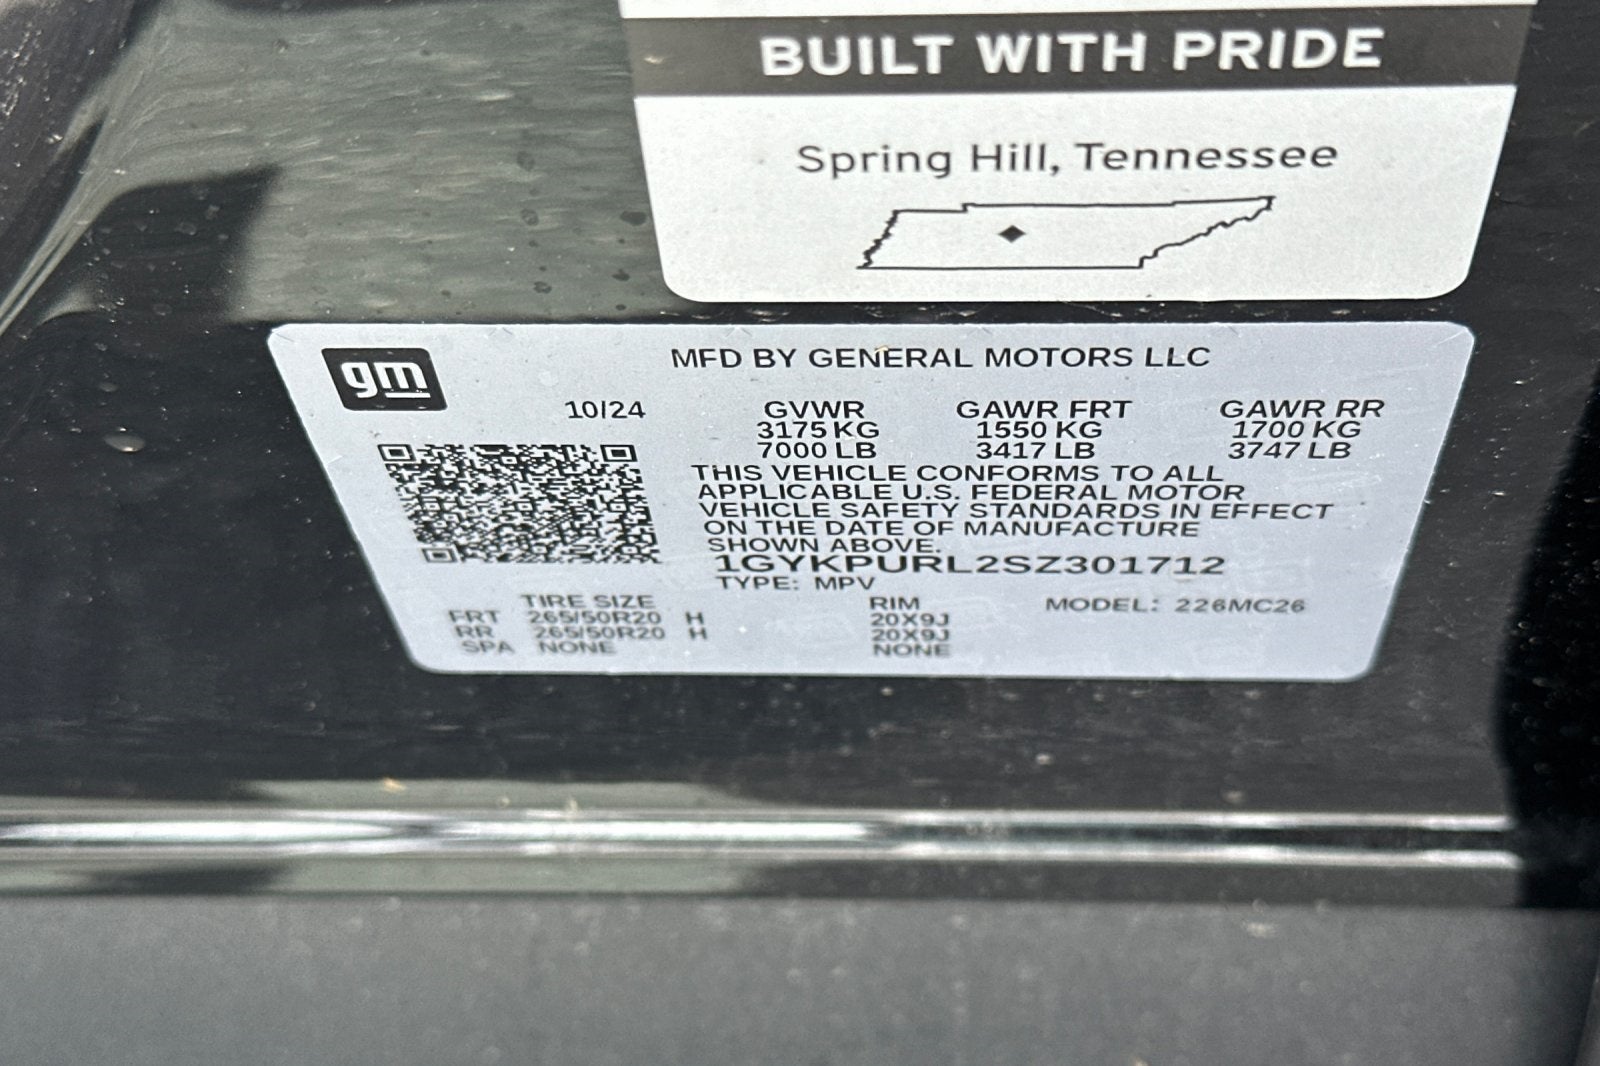 BUILT WITH PRIDE
Spring Hill, Tennessee
gm
MFD BY GENERAL MOTORS LLC
10/24 GVWR GAWR FRT GAWR RR
3175 KG 1550 KG 1700 KG
7000 LB 3417 LB 3747 LB
THIS VEHICLE CONFORMS TO ALL
APPLICABLE U.S. FEDERAL MOTOR
VEHICLE SAFETY STANDARDS IN EFFECT
ON THE DATE OF MANUFACTURE
SHOWN ABOVE.
1GYKPURL2SZ301712
TYPE: MPV
TIRE SIZE RIM MODEL: 226MC26
FRT 265/50R20 H 20X9J
RR 265/50R20 H 20X9J
SPA NONE NONE